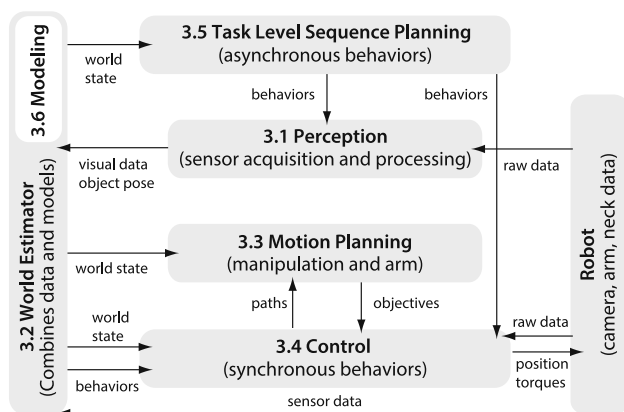 3.6 Modeling
3.2 World Estimator
(Combines data and models)
world
state
3.5 Task Level Sequence Planning
(asynchronous behaviors)
behaviors
behaviors
3.1 Perception
(sensor acquisition and processing)
visual data
object pose
raw data
3.3 Motion Planning
(manipulation and arm)
world state
paths
objectives
world
state
behaviors
3.4 Control
(synchronous behaviors)
raw data
position
torques
sensor data
Robot
(camera, arm, neck data)